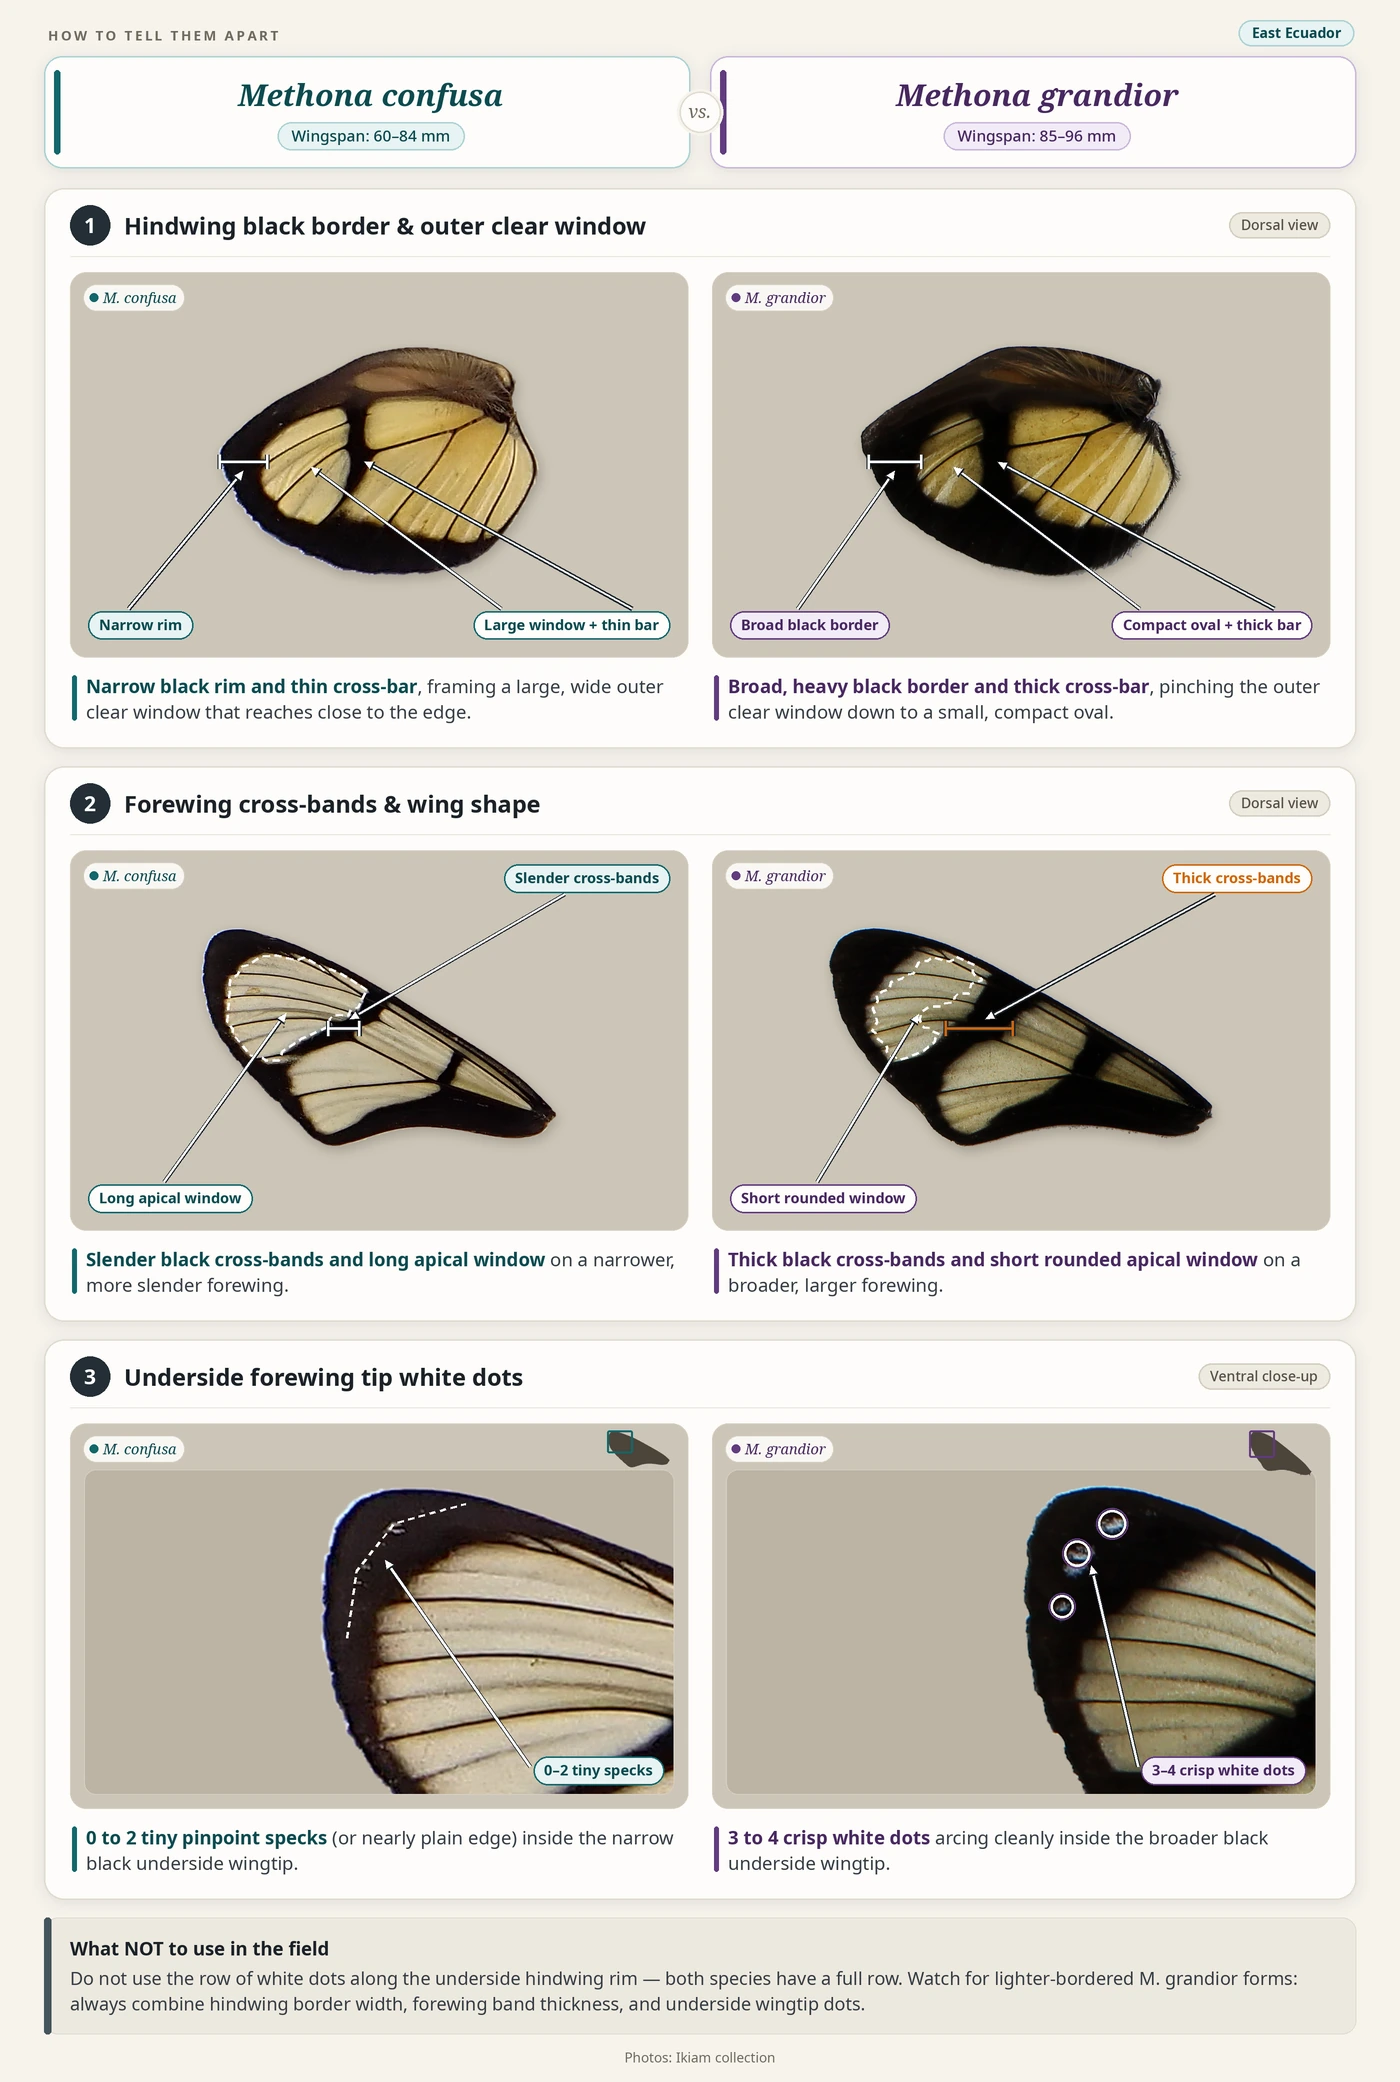 HOW TO TELL THEM APART
East Ecuador
Methona confusa
Wingspan: 60–84 mm
vs.
Methona grandior
Wingspan: 85–96 mm
1 Hindwing black border & outer clear window
Dorsal view
M. confusa
Narrow rim
Large window + thin bar
M. grandior
Broad black border
Compact oval + thick bar
Narrow black rim and thin cross-bar, framing a large, wide outer
clear window that reaches close to the edge.
Broad, heavy black border and thick cross-bar, pinching the outer
clear window down to a small, compact oval.
2 Forewing cross-bands & wing shape
Dorsal view
M. confusa
Slender cross-bands
Long apical window
M. grandior
Thick cross-bands
Short rounded window
Slender black cross-bands and long apical window on a narrower,
more slender forewing.
Thick black cross-bands and short rounded apical window on a
broader, larger forewing.
3 Underside forewing tip white dots
Ventral close-up
M. confusa
0–2 tiny specks
M. grandior
3–4 crisp white dots
0 to 2 tiny pinpoint specks (or nearly plain edge) inside the narrow
black underside wingtip.
3 to 4 crisp white dots arcing cleanly inside the broader black
underside wingtip.
What NOT to use in the field
Do not use the row of white dots along the underside hindwing rim — both species have a full row. Watch for lighter-bordered M. grandior forms:
always combine hindwing border width, forewing band thickness, and underside wingtip dots.
Photos: Ikiam collection